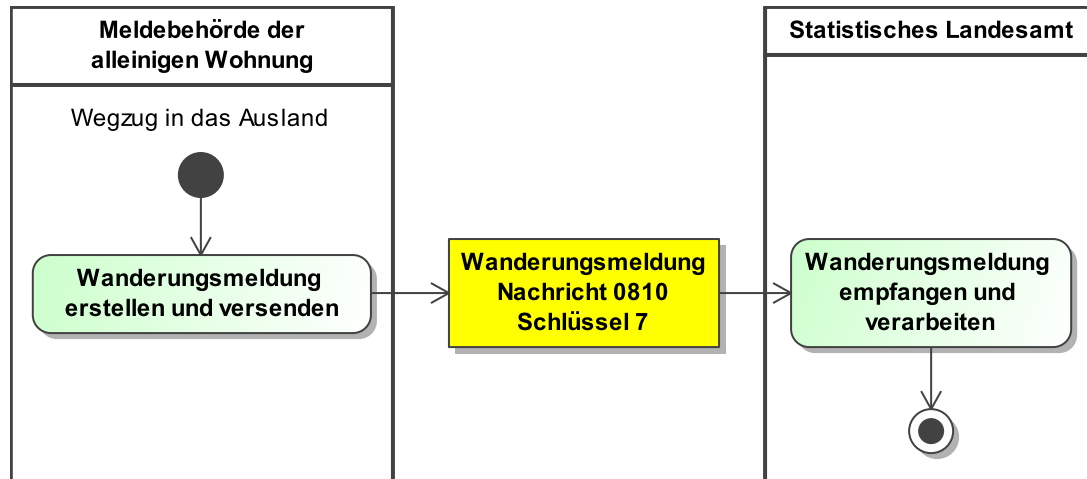 Meldebehörde der
alleinigen Wohnung
Statistisches Landesamt
Wegzug in das Ausland
Wanderungsmeldung
erstellen und versenden
Wanderungsmeldung
Nachricht 0810
Schlüssel 7
Wanderungsmeldung
empfangen und
verarbeiten